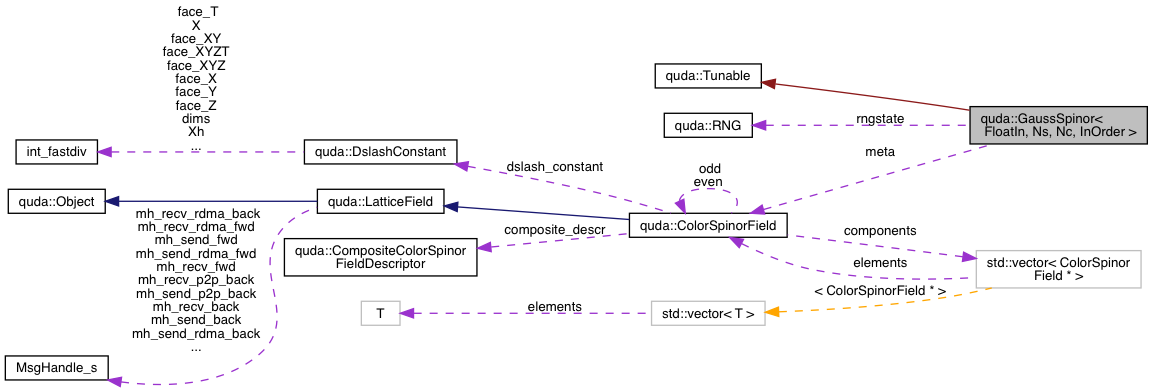 face_T
X
face_XY
face_XYZT
face_XYZ
face_X
face_Y
face_Z
dims
Xh
...
quda::Tunable
quda::RNG
rngstate
quda::GaussSpinor<
FloatIn, Ns, Nc, InOrder >
meta
int_fastdiv
quda::DslashConstant
dslash_constant
odd
even
quda::Object
quda::LatticeField
quda::ColorSpinorField
mh_recv_rdma_back
mh_recv_rdma_fwd
mh_send_fwd
mh_send_rdma_fwd
mh_recv_fwd
mh_recv_p2p_back
mh_send_p2p_back
mh_recv_back
mh_send_back
mh_send_rdma_back
...
quda::CompositeColorSpinor
FieldDescriptor
composite_descr
components
elements
std::vector< ColorSpinor
Field * >
< ColorSpinorField * >
T
elements
std::vector< T >
MsgHandle_s